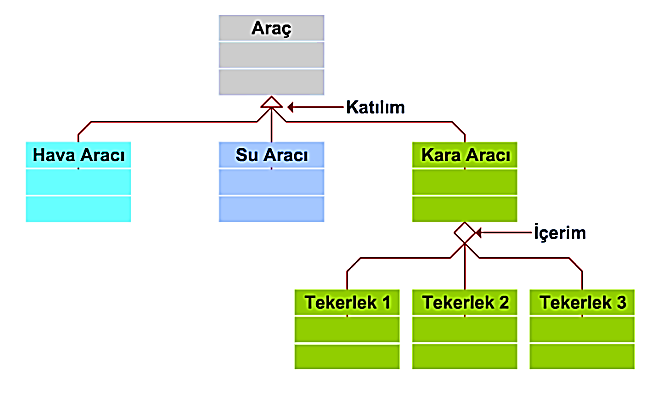 Araç
Katılım
Hava Aracı
Su Aracı
Kara Aracı
İçerim
Tekerlek 1
Tekerlek 2
Tekerlek 3